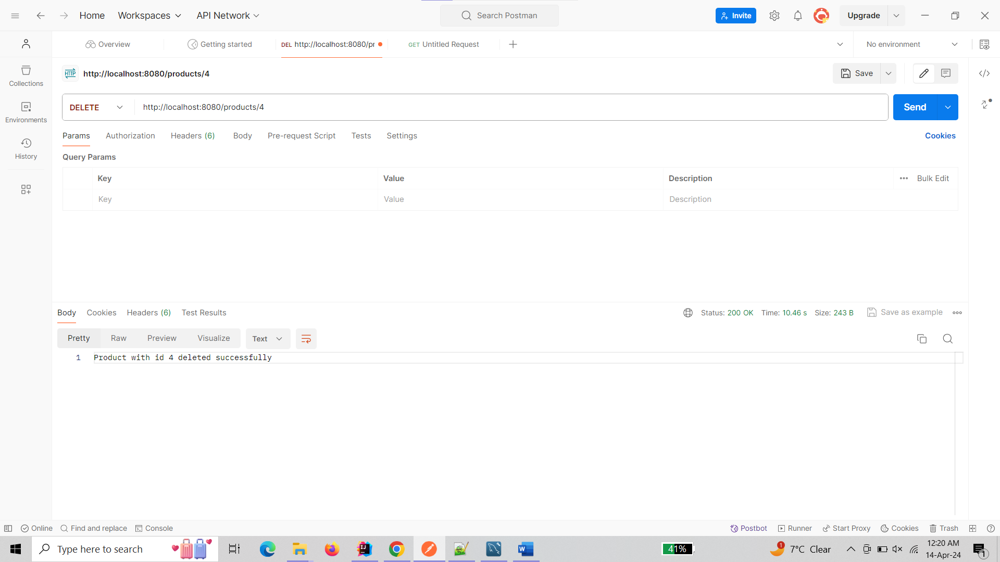 Home Workspaces API Network Search Postman Invite Upgrade
Overview Getting started DEL http://localhost:8080/pr GET Untitled Request No environment
HTTP http://localhost:8080/products/4 Save
Collections
DELETE http://localhost:8080/products/4 Send
Environments
Params Authorization Headers (6) Body Pre-request Script Tests Settings Cookies
History
Query Params
Key Value Description Bulk Edit
Key Value Description
Body Cookies Headers (6) Test Results Status: 200 OK Time: 10.46 s Size: 243 B Save as example
Pretty Raw Preview Visualize Text
1 Product with id 4 deleted successfully
Online Find and replace Console Postbot Runner Start Proxy Cookies Trash
Type here to search 41% 1 7°C Clear 12:20 AM
14-Apr-24 1